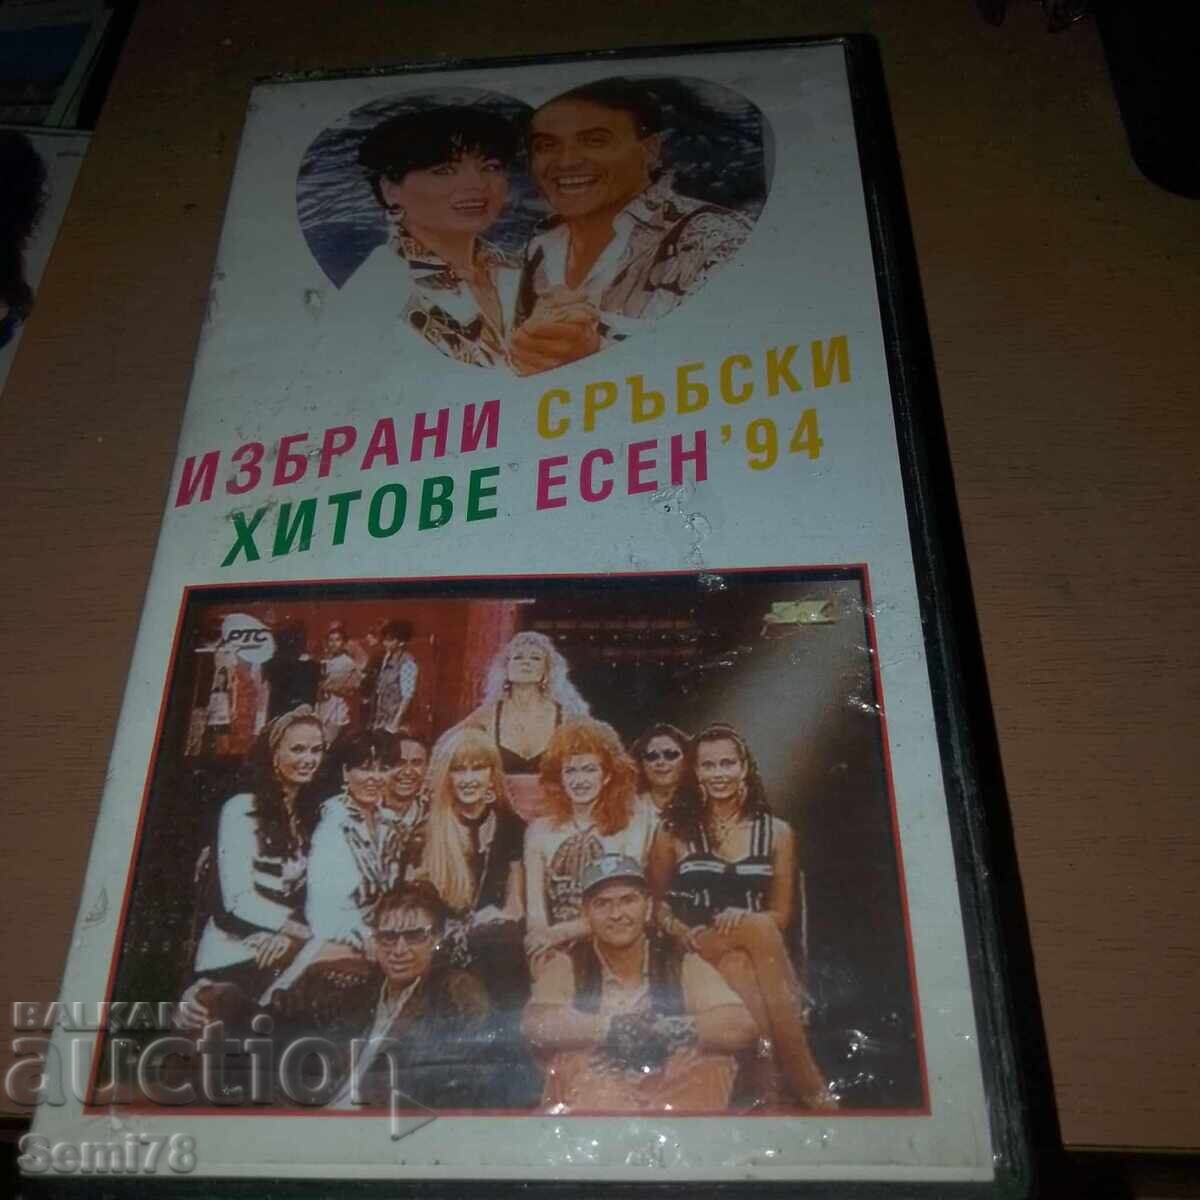 ИЗБРАНИ СРЪБСКИ
ХИТОВЕ ЕСЕН '94
РТС
BALKANS
auction
Semi78